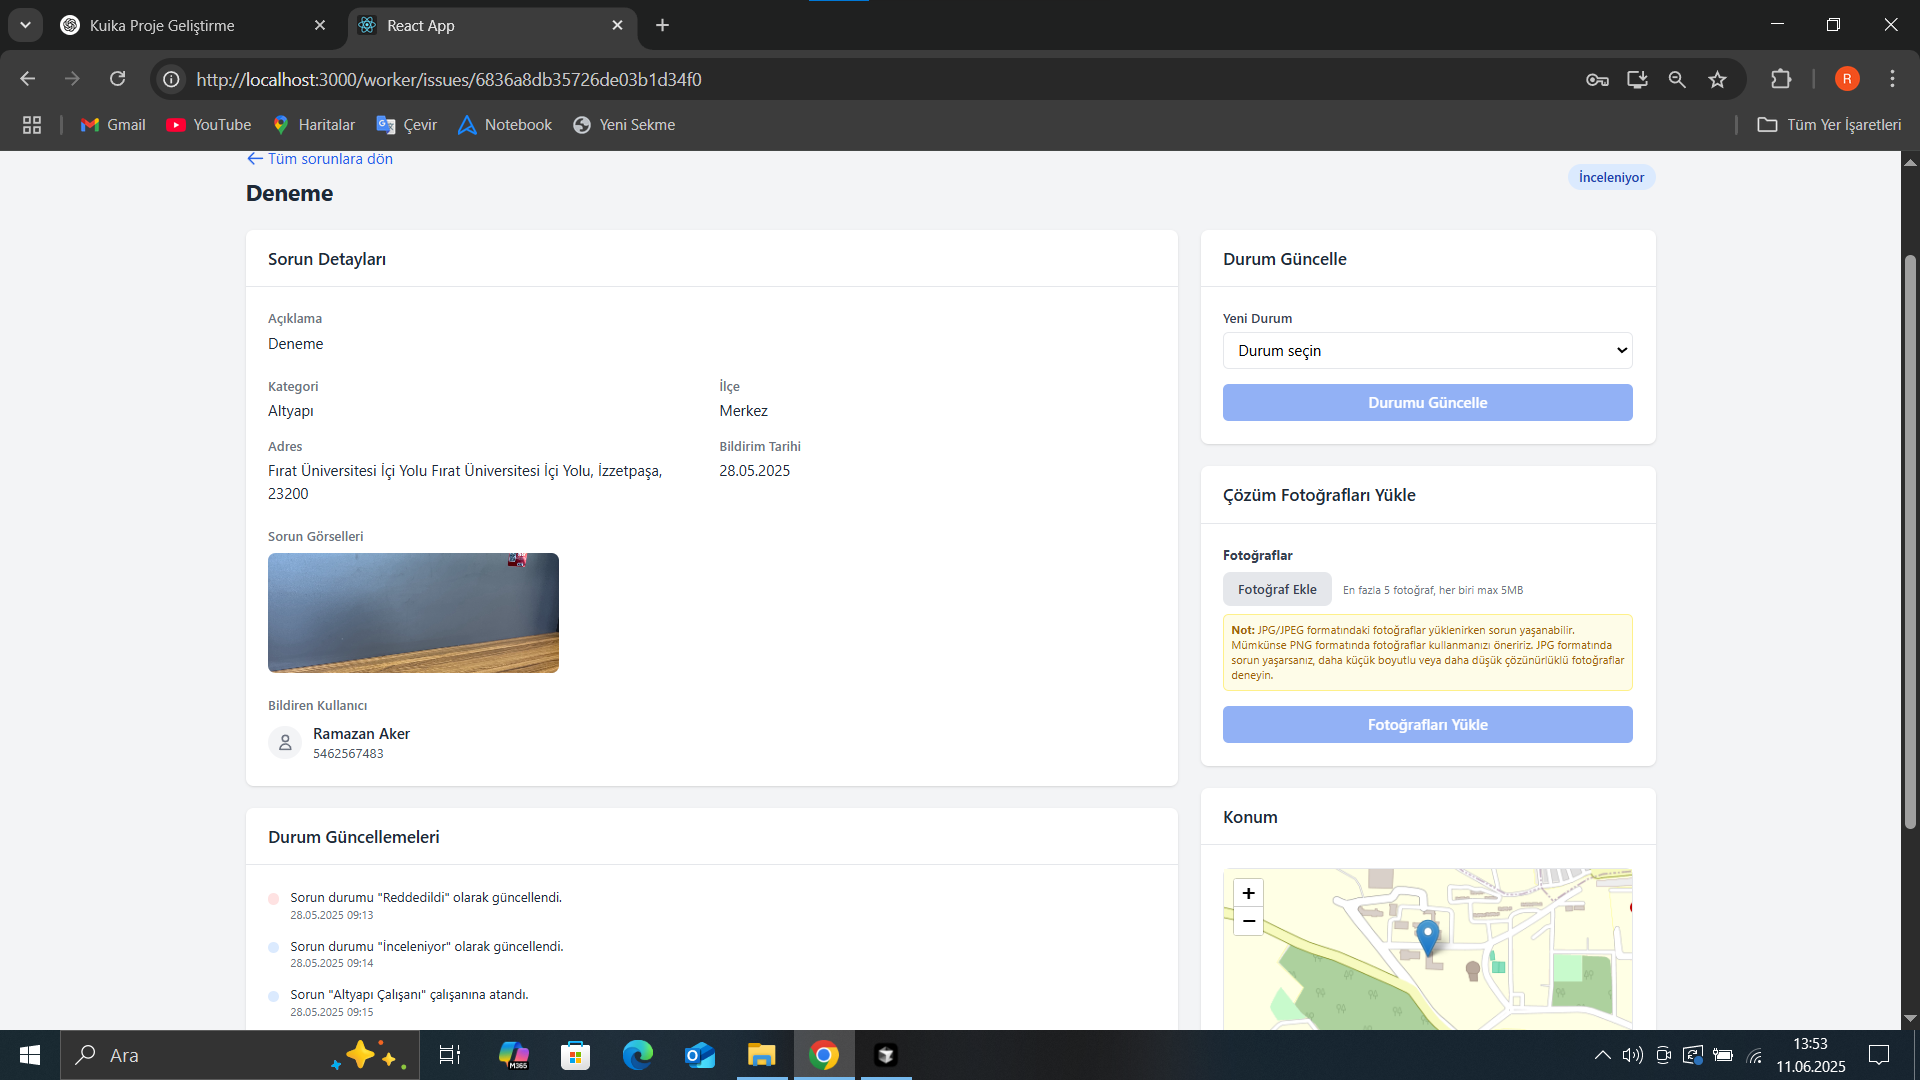 Kuika Proje Geliştirme
React App
http://localhost:3000/worker/issues/6836a8db35726de03b1d34f0
R
Gmail
YouTube
Haritalar
Çevir
Notebook
Yeni Sekme
Tüm Yer İşaretleri
Tüm sorunlara dön
Deneme
İnceleniyor
Sorun Detayları
Açıklama
Deneme
Kategori
Altyapı
İlçe
Merkez
Adres
Fırat Üniversitesi İçi Yolu Fırat Üniversitesi İçi Yolu, İzzetpaşa,
23200
Bildirim Tarihi
28.05.2025
Sorun Görselleri
Bildiren Kullanıcı
Ramazan Aker
5462567483
Durum Güncellemeleri
Sorun durumu "Reddedildi" olarak güncellendi.
28.05.2025 09:13
Sorun durumu "İnceleniyor" olarak güncellendi.
28.05.2025 09:14
Sorun "Altyapı Çalışanı" çalışanına atandı.
28.05.2025 09:15
Durum Güncelle
Yeni Durum
Durum seçin
Durumu Güncelle
Çözüm Fotoğrafları Yükle
Fotoğraflar
Fotoğraf Ekle
En fazla 5 fotoğraf, her biri max 5MB
Not: JPG/JPEG formatındaki fotoğraflar yüklenirken sorun yaşanabilir.
Mümkünse PNG formatında fotoğraflar kullanmanızı öneririz. JPG formatında
sorun yaşarsanız, daha küçük boyutlu veya daha düşük çözünürlüklü fotoğraflar
deneyin.
Fotoğrafları Yükle
Konum
+
−
Ara
M365
13:53
11.06.2025